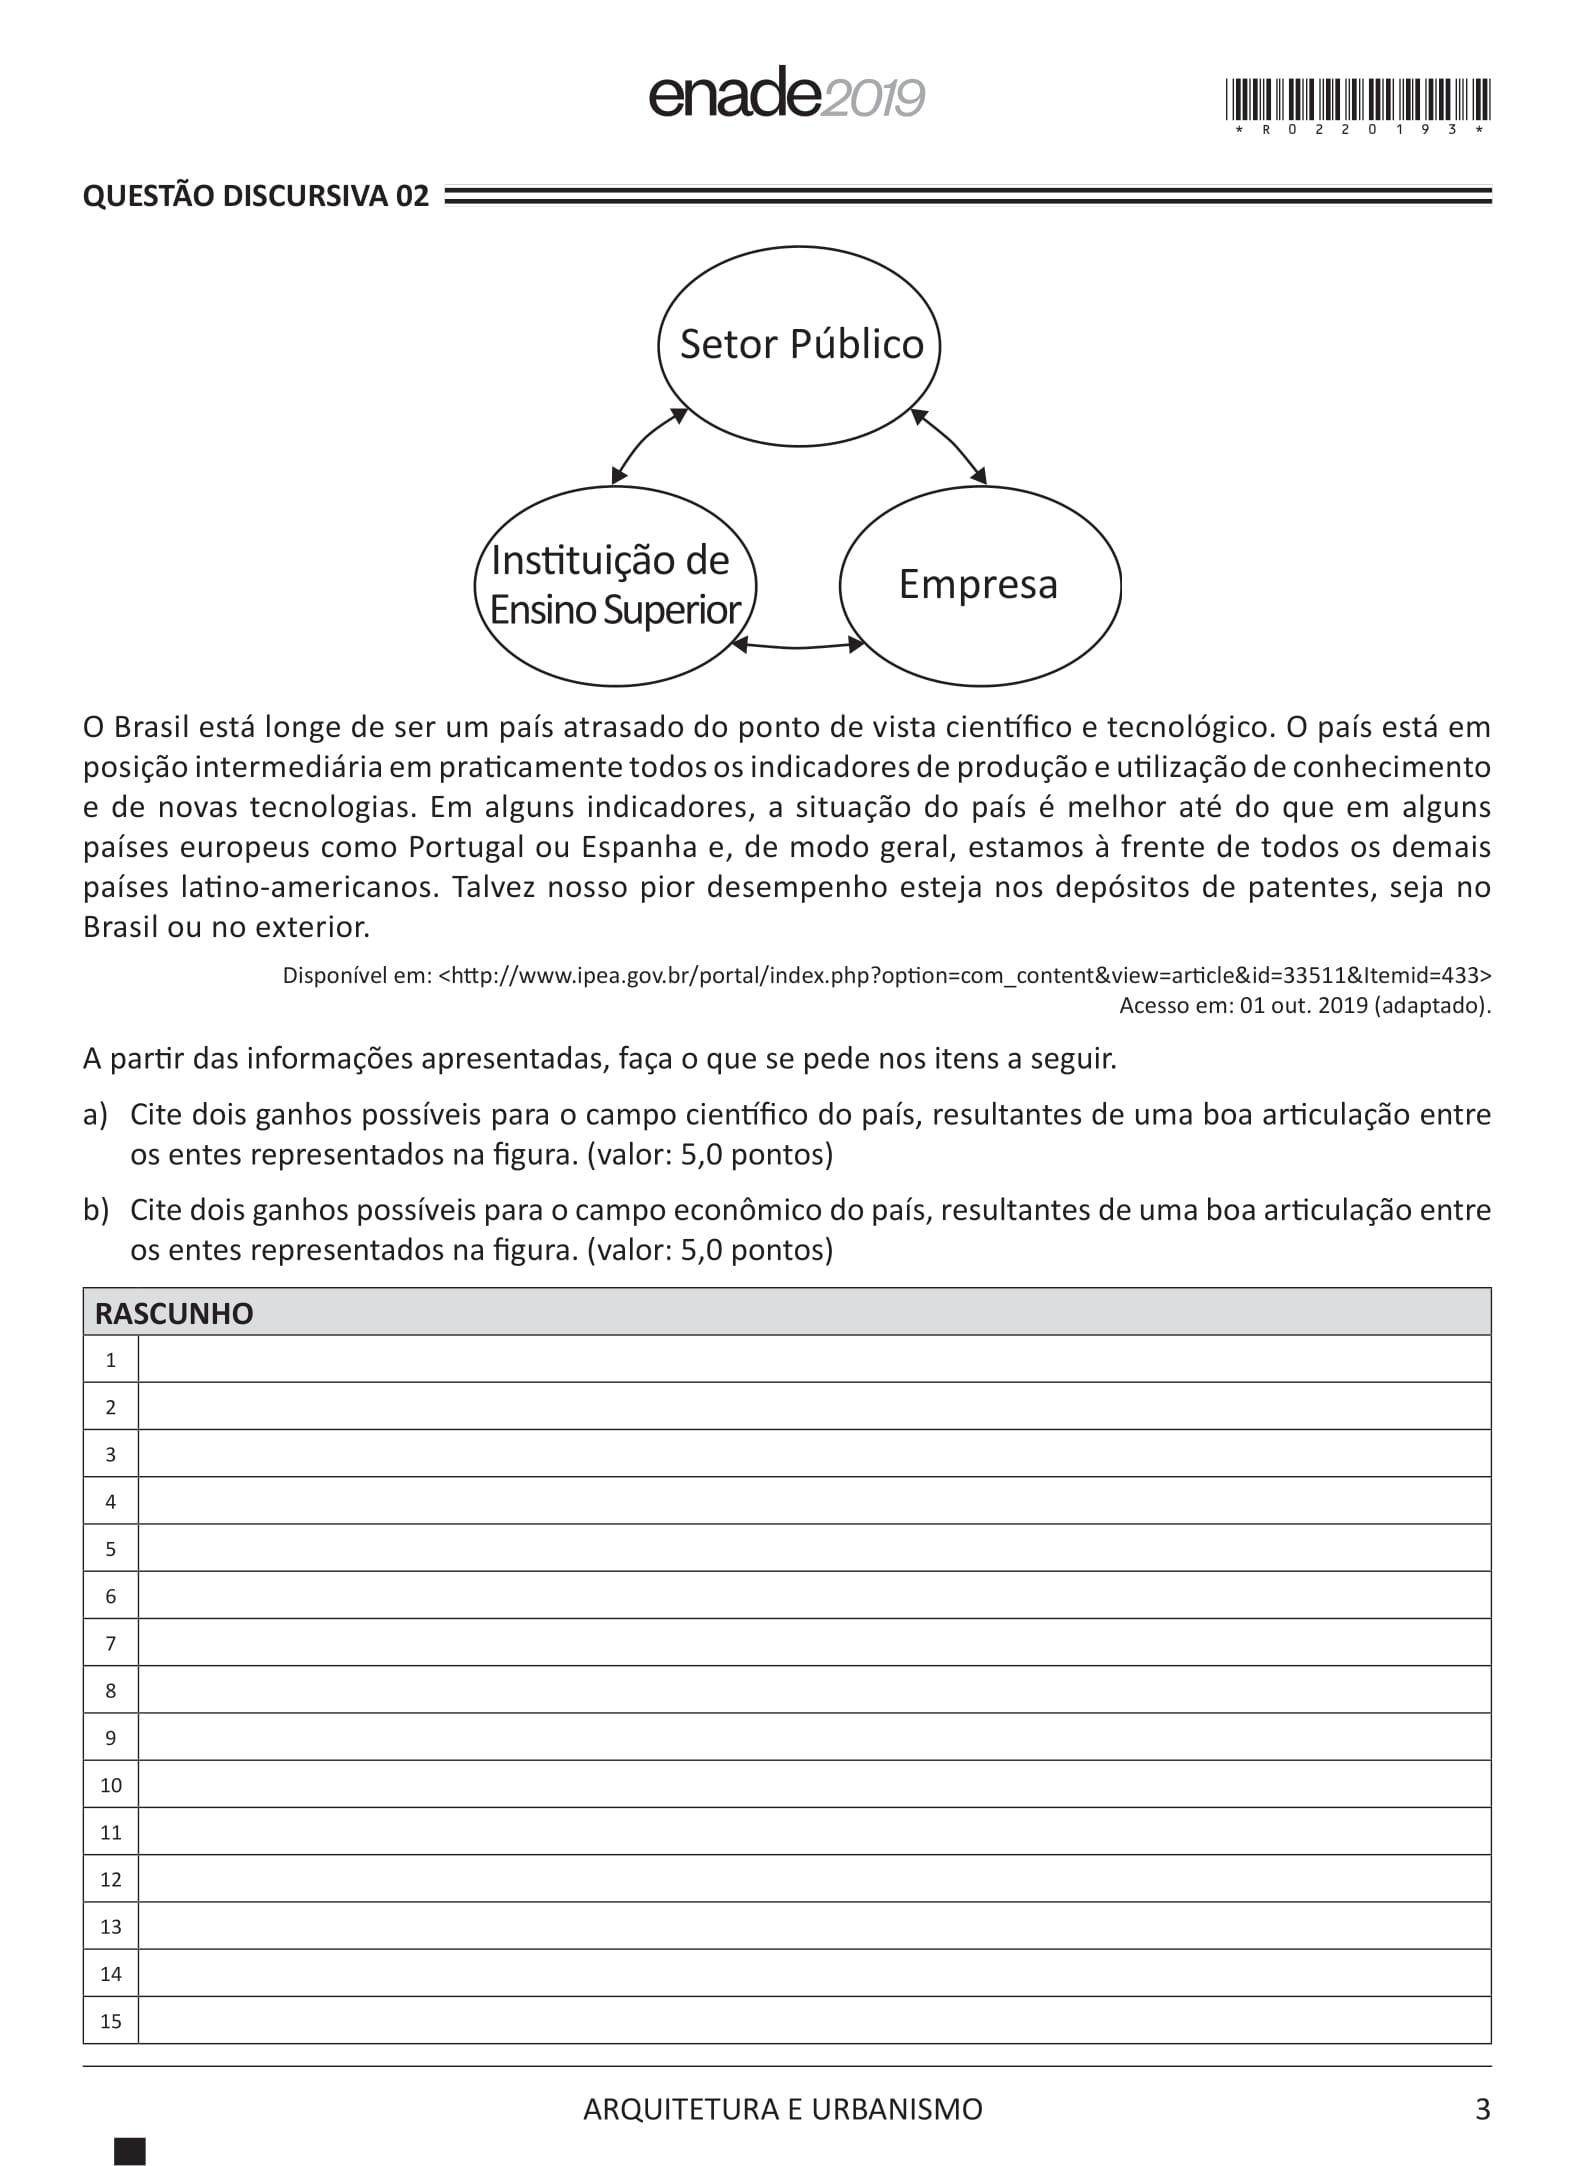 enade2019
*R0220193*
QUESTÃO DISCURSIVA 02
Setor Público
Instituição de
Ensino Superior
Empresa
O Brasil está longe de ser um país atrasado do ponto de vista científico e tecnológico. O país está em
posição intermediária em praticamente todos os indicadores de produção e utilização de conhecimento
e de novas tecnologias. Em alguns indicadores, a situação do país é melhor até do que em alguns
países europeus como Portugal ou Espanha e, de modo geral, estamos à frente de todos os demais
países latino-americanos. Talvez nosso pior desempenho esteja nos depósitos de patentes, seja no
Brasil ou no exterior.
Disponível em: <http://www.ipea.gov.br/portal/index.php?option=com_content&view=article&id=33511&Itemid=433>
Acesso em: 01 out. 2019 (adaptado).
A partir das informações apresentadas, faça o que se pede nos itens a seguir.
a) Cite dois ganhos possíveis para o campo científico do país, resultantes de uma boa articulação entre
os entes representados na figura. (valor: 5,0 pontos)
b) Cite dois ganhos possíveis para o campo econômico do país, resultantes de uma boa articulação entre
os entes representados na figura. (valor: 5,0 pontos)
RASCUNHO
1
2
3
4
5
6
7
8
9
10
11
12
13
14
15
ARQUITETURA E URBANISMO
3